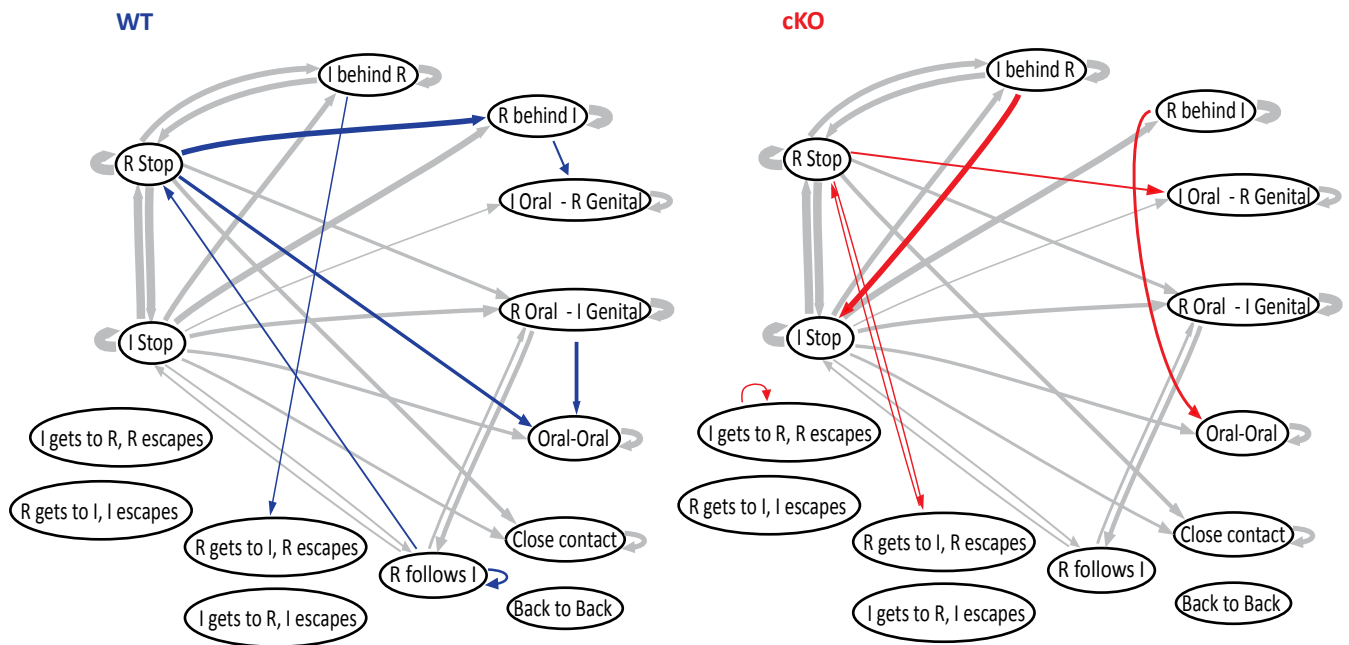 WT
I behind R
R behind I
R Stop
I Oral - R Genital
R Oral - I Genital
I Stop
I gets to R, R escapes
Oral-Oral
R gets to I, I escapes
R gets to I, R escapes
Close contact
R follows I
Back to Back
I gets to R, I escapes
cKO
I behind R
R behind I
R Stop
I Oral - R Genital
R Oral - I Genital
I Stop
I gets to R, R escapes
Oral-Oral
R gets to I, I escapes
R gets to I, R escapes
Close contact
R follows I
Back to Back
I gets to R, I escapes